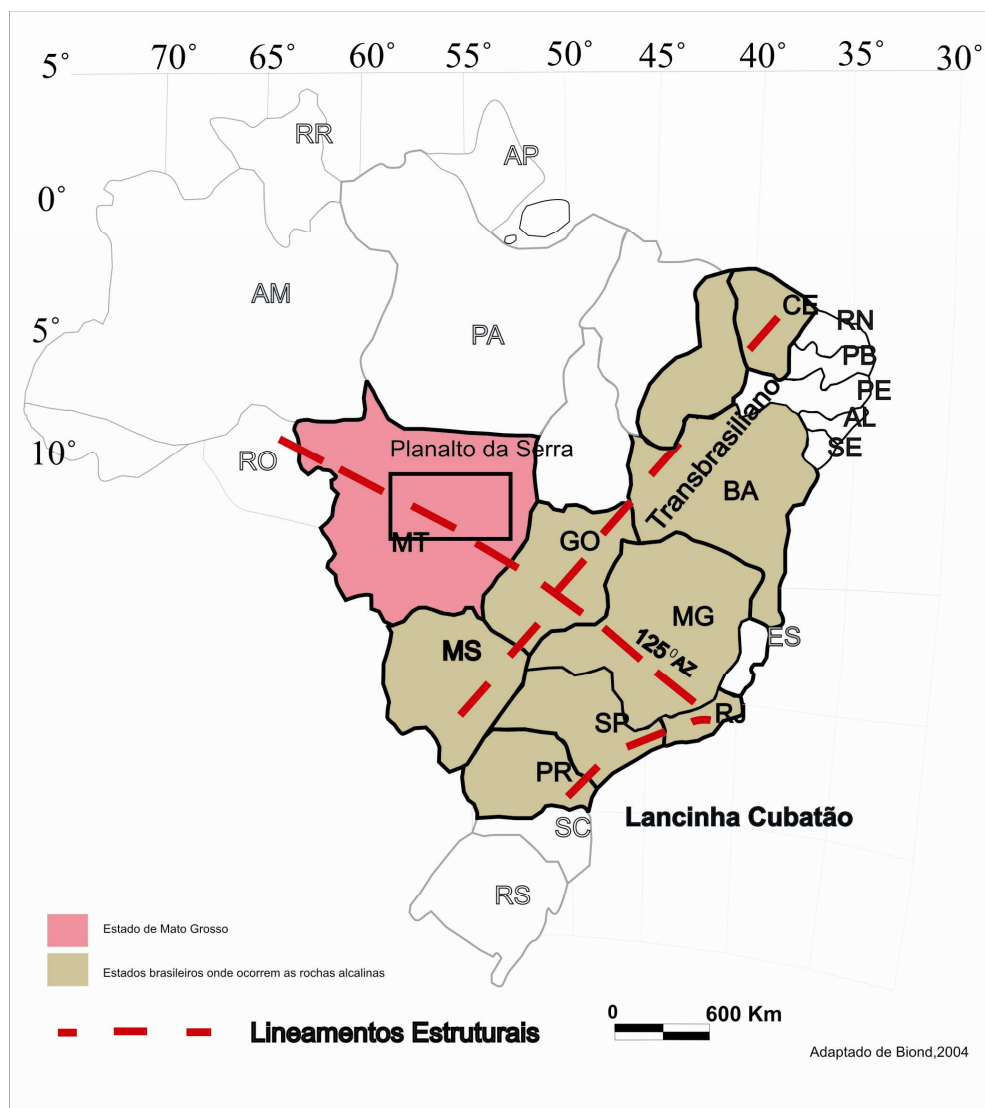 70° 65° 60° 55° 50° 45° 40° 35° 30°
5°
RR
AP
0°
AM
PA
CE
RN
5°
PB
PE
AL
SE
10°
RO
Planalto da Serra
Transbrasiliano
BA
MT
GO
MG
ES
MS
125⁰AZ
SP
RJ
PR
Lancinha Cubatão
SC
RS
Estado de Mato Grosso
Estados brasileiros onde ocorrem as rochas alcalinas
Lineamentos Estruturais
0 600 Km
Adaptado de Biond,2004